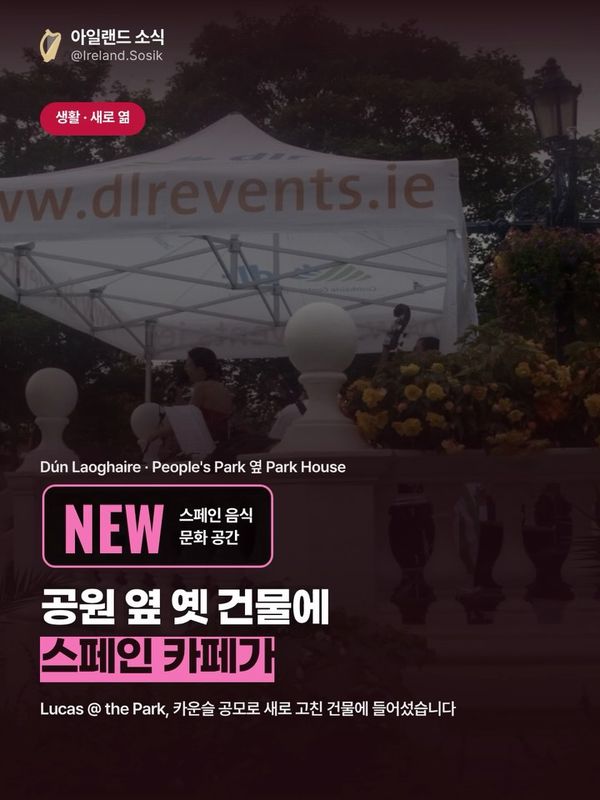 아일랜드 소식
@Ireland.Sosik
생활 · 새로 엶
dlr
www.dlrevents.ie
dlr
Dún Laoghaire · People's Park 옆 Park House
NEW
스페인 음식
문화 공간
공원 옆 옛 건물에
스페인 카페가
Lucas @ the Park, 카운슬 공모로 새로 고친 건물에 들어섰습니다